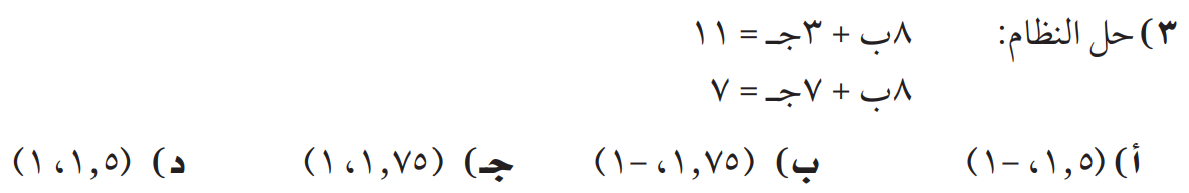 ٣) حل النظام: ٨ب + ٣جـ = ١١
٨ب + ٧جـ = ٧
أ) (١,٥، –١) ب) (١,٧٥، –١) جـ) (١,٧٥، ١) د) (١,٥، ١)